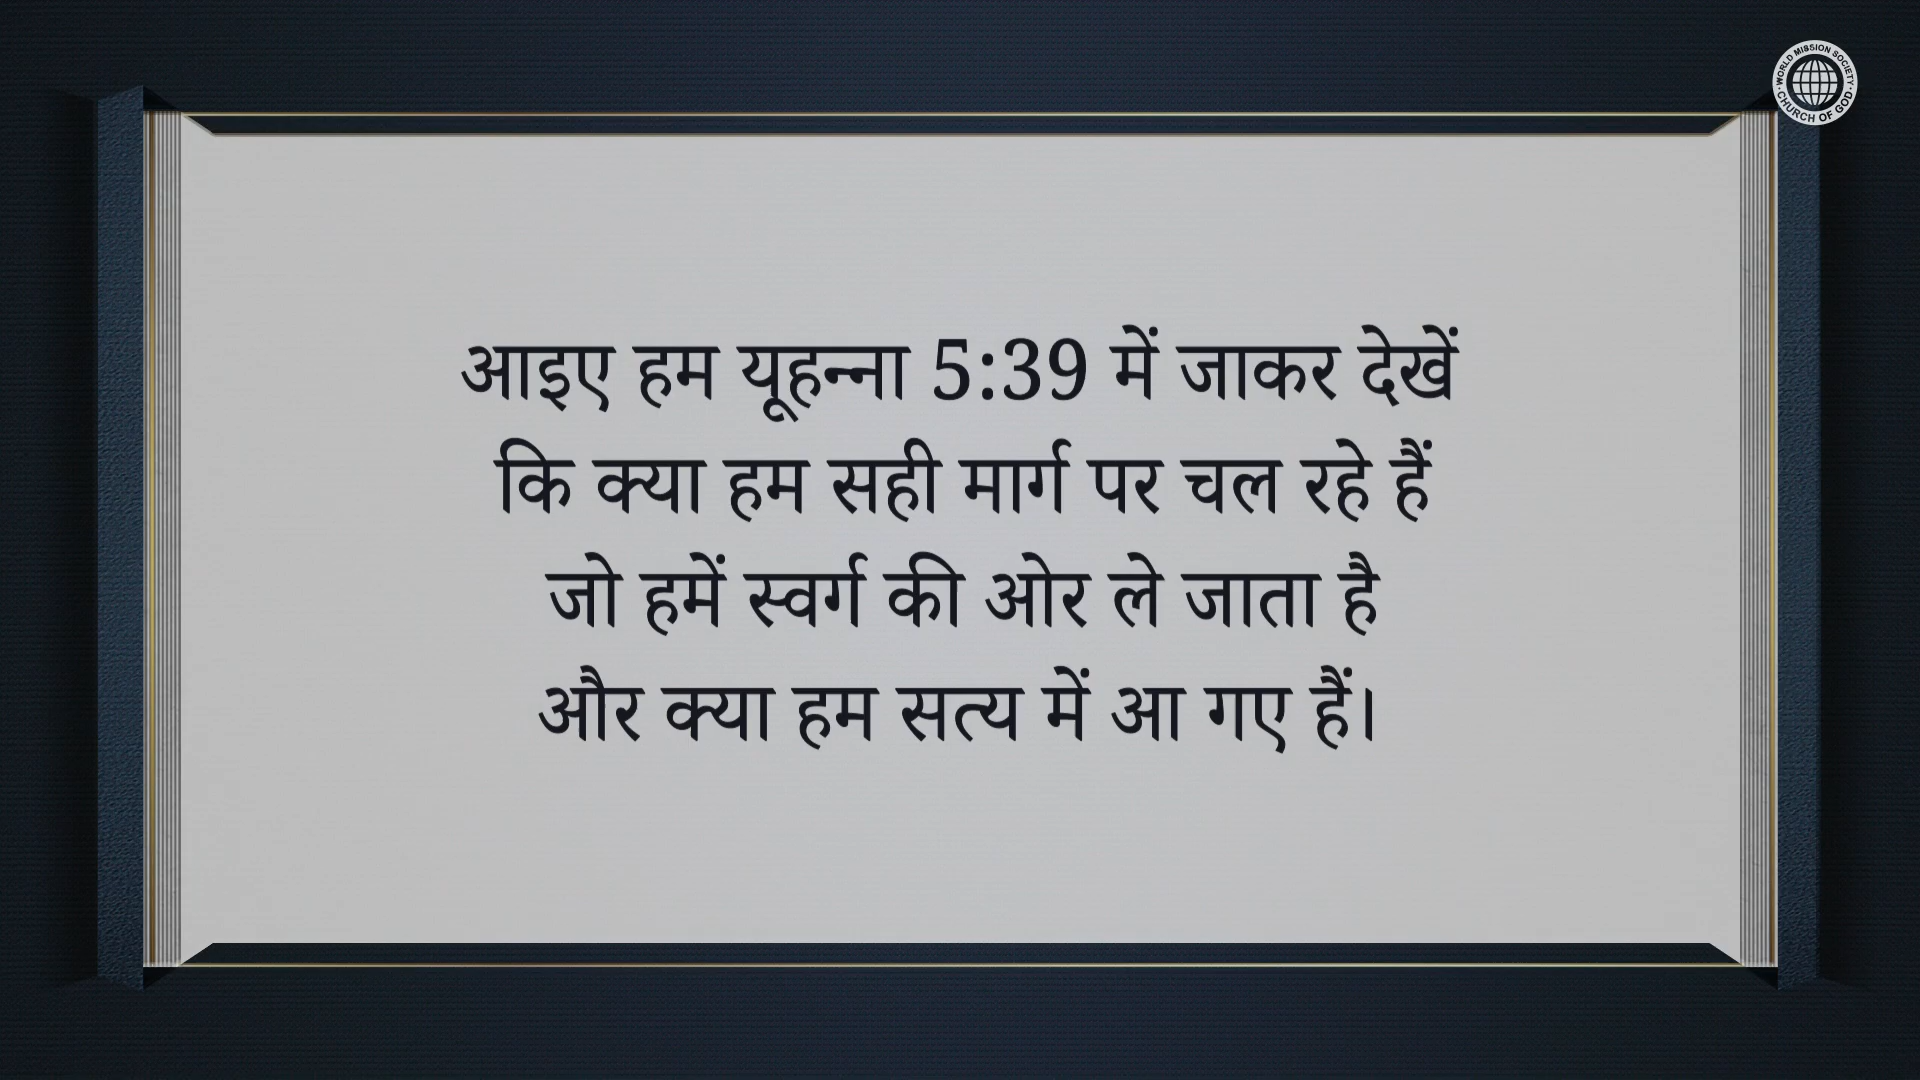 WORLD MISSION SOCIETY
CHURCH OF GOD
आइए हम यूहन्ना 5:39 में जाकर देखें
कि क्या हम सही मार्ग पर चल रहे हैं
जो हमें स्वर्ग की ओर ले जाता है
और क्या हम सत्य में आ गए हैं।